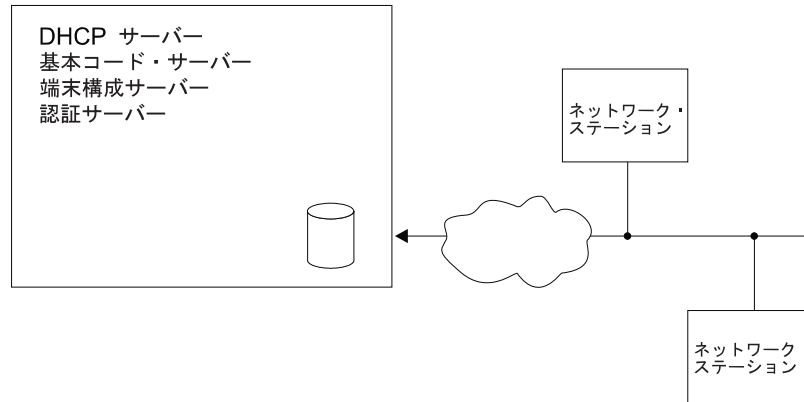 DHCP サーバー
基本コード・サーバー
端末構成サーバー
認証サーバー
ネットワーク・
ステーション
ネットワーク
ステーション